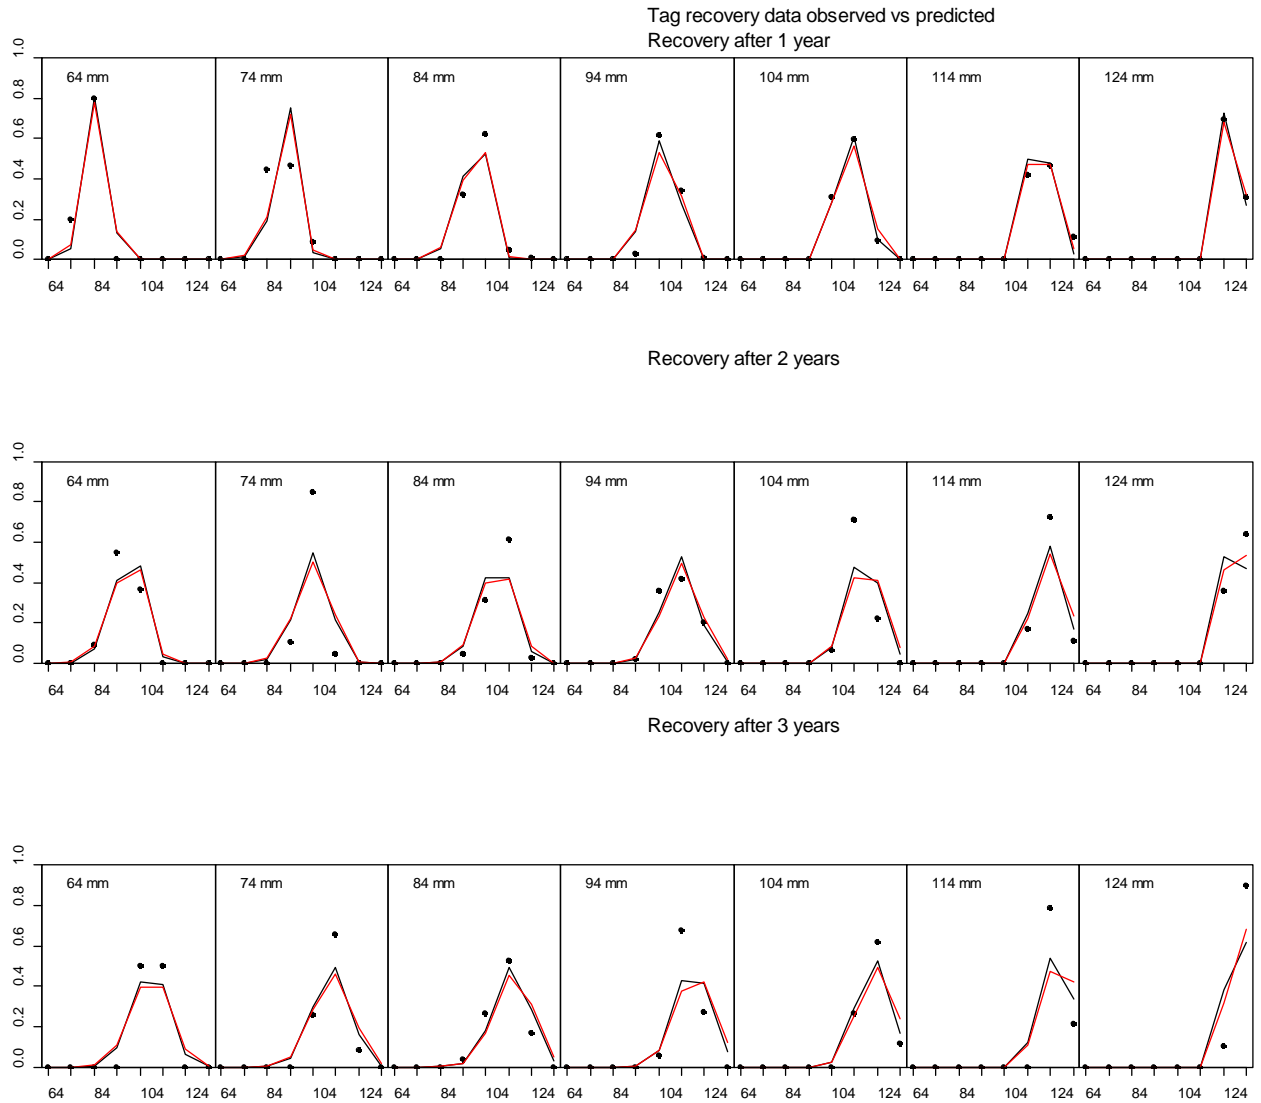 Tag recovery data observed vs predicted
Recovery after 1 year
64 mm 74 mm 84 mm 94 mm 104 mm 114 mm 124 mm
1.0
0.8
0.6
0.4
0.2
0.0
64 84 104 124 64 84 104 124 64 84 104 124 64 84 104 124 64 84 104 124 64 84 104 124 64 84 104 124
Recovery after 2 years
64 mm 74 mm 84 mm 94 mm 104 mm 114 mm 124 mm
1.0
0.8
0.6
0.4
0.2
0.0
64 84 104 124 64 84 104 124 64 84 104 124 64 84 104 124 64 84 104 124 64 84 104 124 64 84 104 124
Recovery after 3 years
64 mm 74 mm 84 mm 94 mm 104 mm 114 mm 124 mm
1.0
0.8
0.6
0.4
0.2
0.0
64 84 104 124 64 84 104 124 64 84 104 124 64 84 104 124 64 84 104 124 64 84 104 124 64 84 104 124